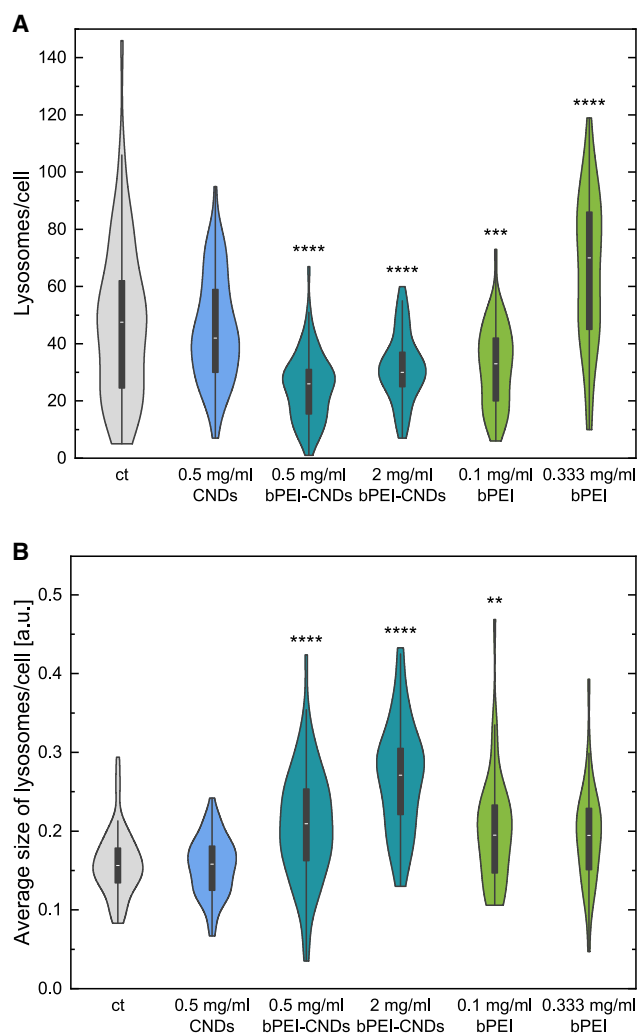 A
140
120
100
80
60
40
20
0
Lysosomes/cell
****
****
***
****
ct
0.5 mg/ml
CNDs
0.5 mg/ml
bPEI-CNDs
2 mg/ml
bPEI-CNDs
0.1 mg/ml
bPEI
0.333 mg/ml
bPEI
B
0.5
0.4
0.3
0.2
0.1
0.0
Average size of lysosomes/cell [a.u.]
****
****
**
ct
0.5 mg/ml
CNDs
0.5 mg/ml
bPEI-CNDs
2 mg/ml
bPEI-CNDs
0.1 mg/ml
bPEI
0.333 mg/ml
bPEI